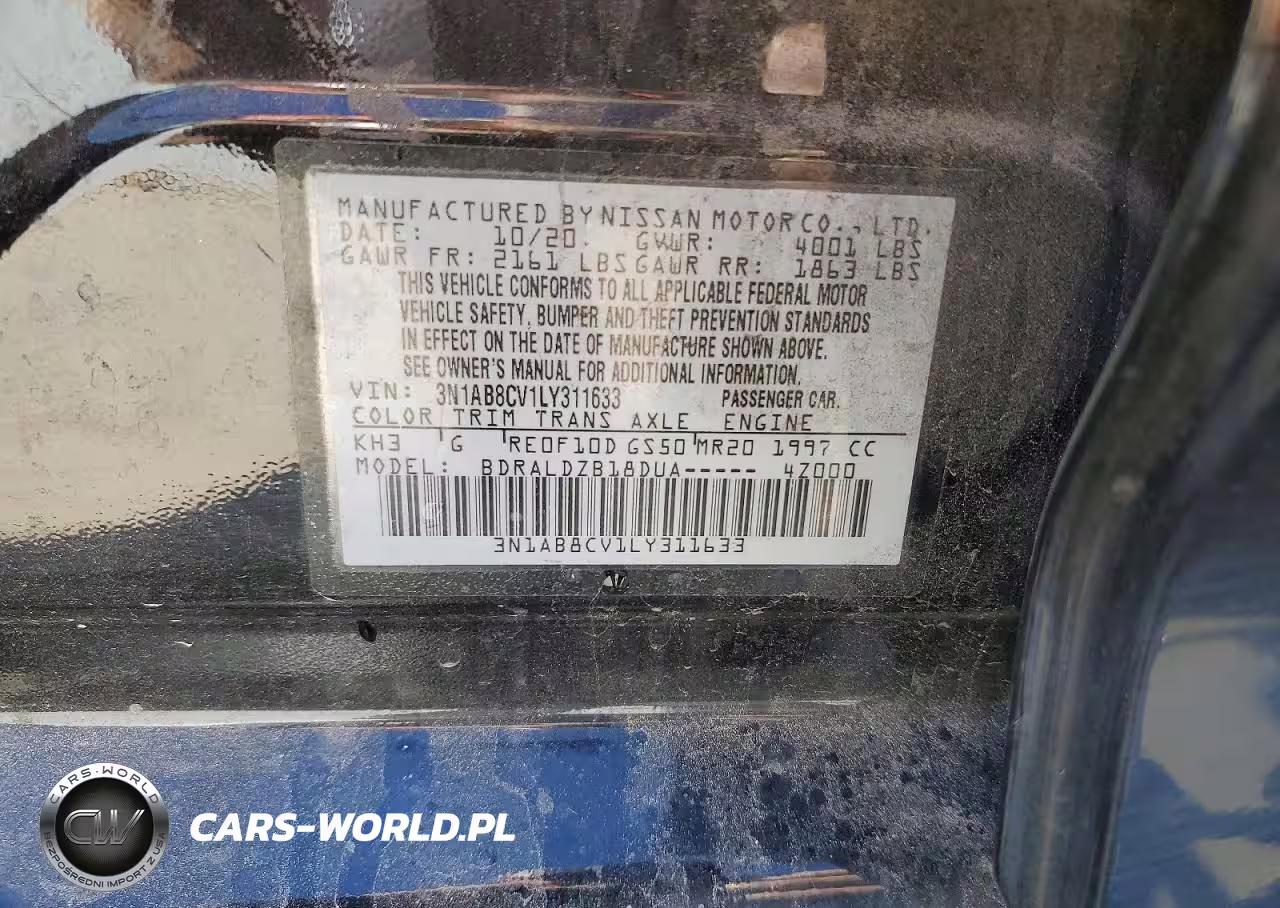 MANUFACTURED BY NISSAN MOTOR CO., LTD.
DATE: 10/20. GVWR: 4001 LBS
GAWR FR: 2161 LBS GAWR RR: 1863 LBS
THIS VEHICLE CONFORMS TO ALL APPLICABLE FEDERAL MOTOR
VEHICLE SAFETY, BUMPER AND THEFT PREVENTION STANDARDS
IN EFFECT ON THE DATE OF MANUFACTURE SHOWN ABOVE.
SEE OWNER'S MANUAL FOR ADDITIONAL INFORMATION.
VIN: 3N1AB8CV1LY311633 PASSENGER CAR.
COLOR TRIM TRANS AXLE ENGINE
KH3 G RE0F10D GS50 MR20 1997 CC
MODEL: BDRALDZB18DUA----- 4Z000
3N1AB8CV1LY311633
CARS-WORLD
CW
BEZPOŚREDNI IMPORT Z USA
CARS-WORLD.PL